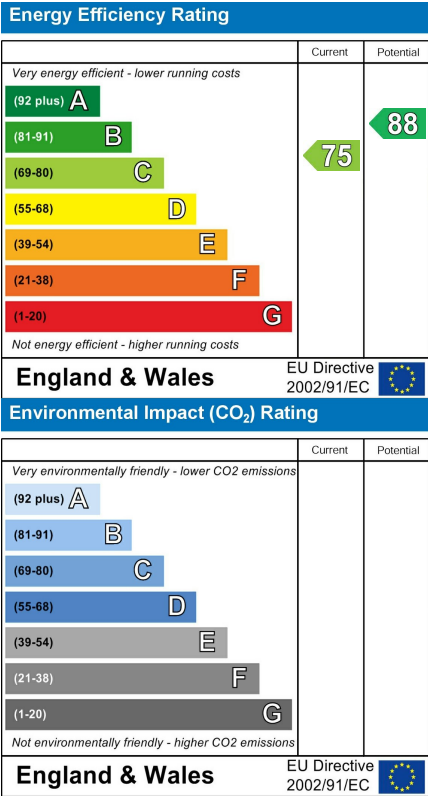 Energy Efficiency Rating
Current Potential
Very energy efficient - lower running costs
(92 plus) A
(81-91) B
(69-80) C
(55-68) D
(39-54) E
(21-38) F
(1-20) G
75
88
Not energy efficient - higher running costs
England & Wales
EU Directive
2002/91/EC
Environmental Impact (CO₂) Rating
Current Potential
Very environmentally friendly - lower CO2 emissions
(92 plus) A
(81-91) B
(69-80) C
(55-68) D
(39-54) E
(21-38) F
(1-20) G
Not environmentally friendly - higher CO2 emissions
England & Wales
EU Directive
2002/91/EC